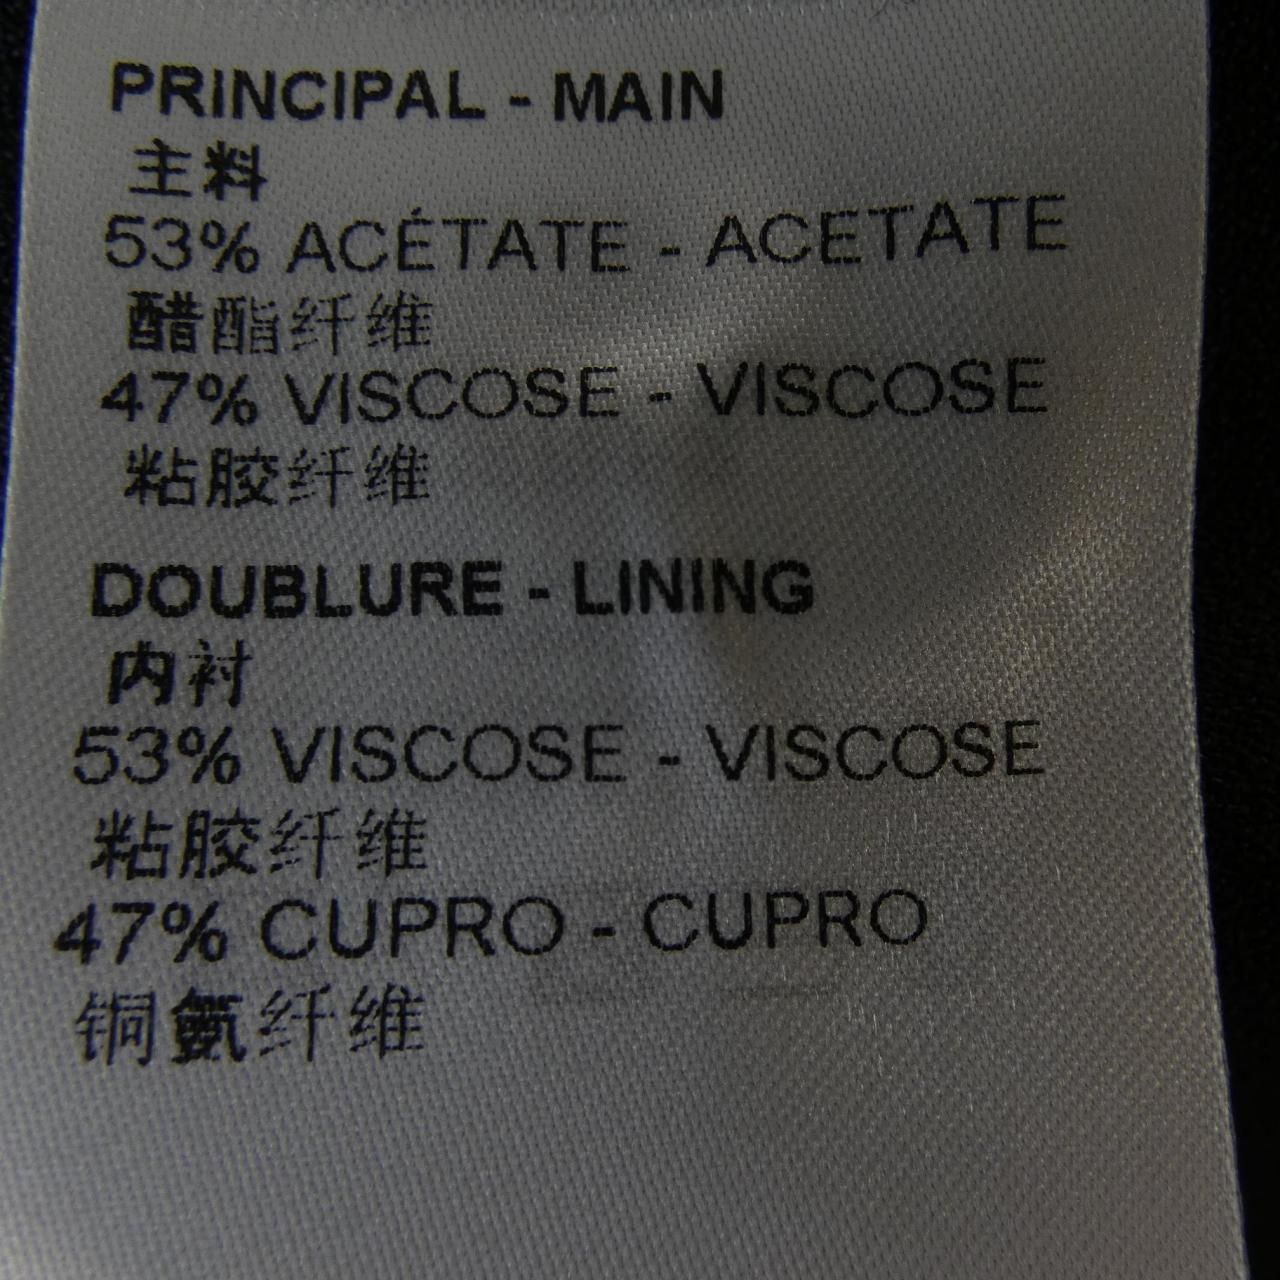 PRINCIPAL - MAIN
主料
53% ACÉTATE - ACETATE
醋酯纤维
47% VISCOSE - VISCOSE
粘胶纤维
DOUBLURE - LINING
内衬
53% VISCOSE - VISCOSE
粘胶纤维
47% CUPRO - CUPRO
铜氨纤维